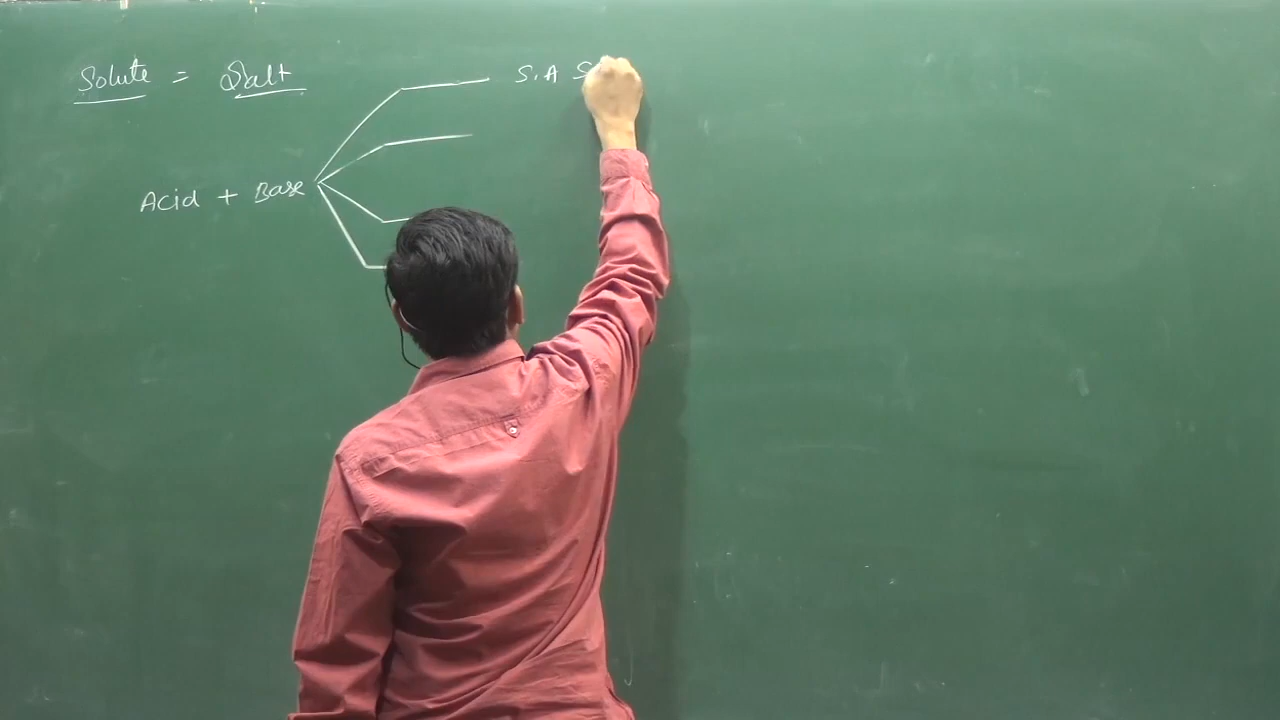 Solute = Salt
S.A S
Acid + Base